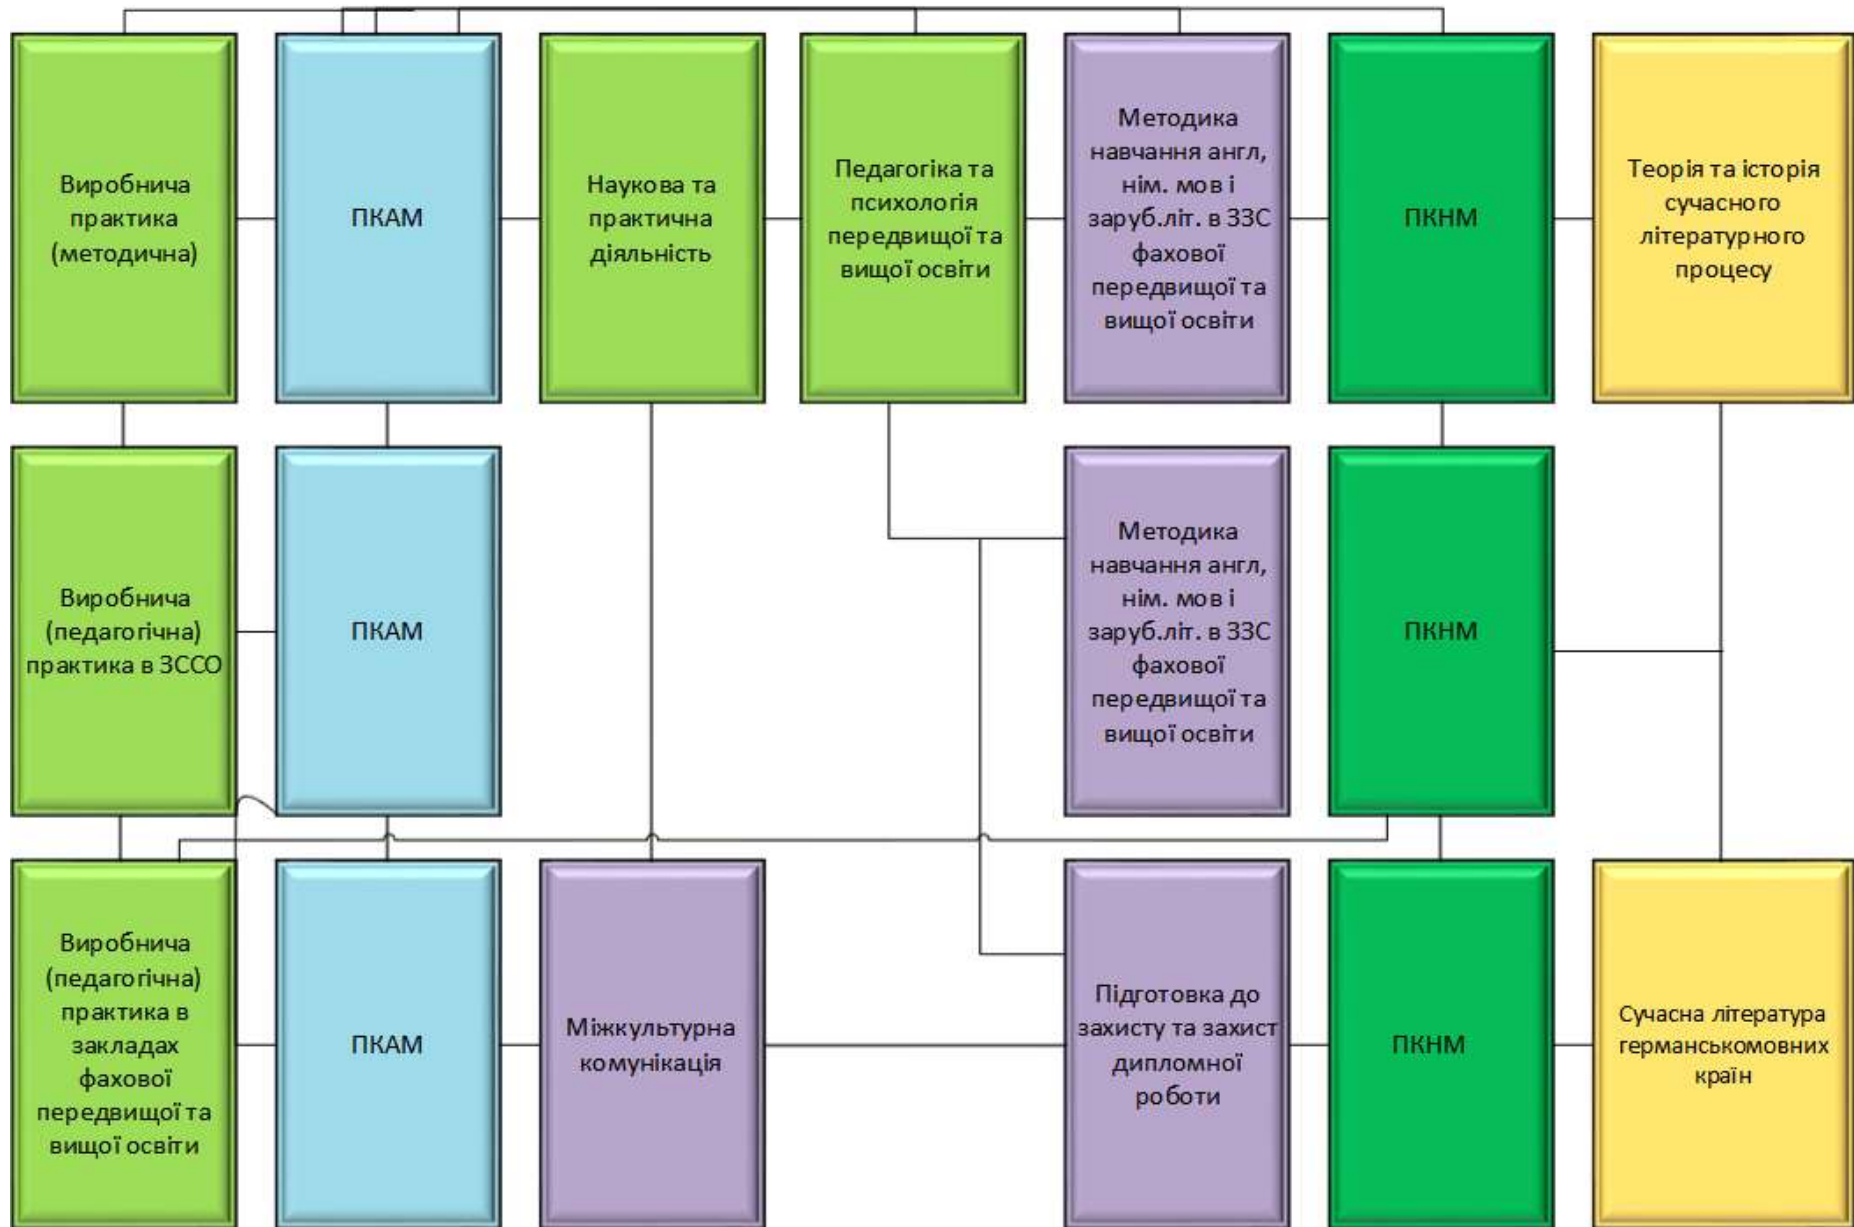 Виробнича
практика
(методична)
ПКАМ
Наукова та
практична
діяльність
Педагогіка та
психологія
передвищої та
вищої освіти
Методика
навчання англ,
нім. мов і
заруб.літ. в ЗЗС
фахової
передвищої та
вищої освіти
ПКНМ
Теорія та історія
сучасного
літературного
процесу
Виробнича
(педагогічна)
практика в ЗССО
ПКАМ
Методика
навчання англ,
нім. мов і
заруб.літ. в ЗЗС
фахової
передвищої та
вищої освіти
ПКНМ
Виробнича
(педагогічна)
практика в
закладах
фахової
передвищої та
вищої освіти
ПКАМ
Міжкультурна
комунікація
Підготовка до
захисту та захист
дипломної
роботи
ПКНМ
Сучасна література
германськомовних
країн